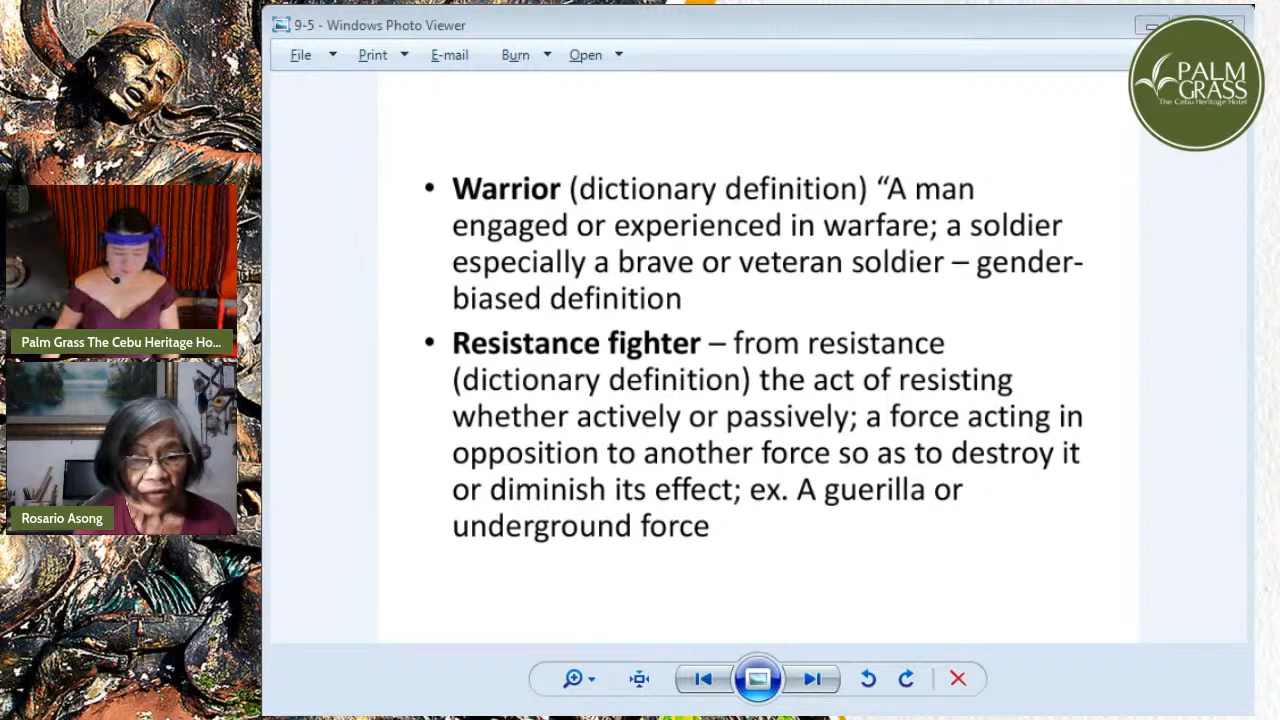 9-5 - Windows Photo Viewer
File Print E-mail Burn Open
PALM
GRASS
The Cebu Heritage Hotel
• Warrior (dictionary definition) “A man
engaged or experienced in warfare; a soldier
especially a brave or veteran soldier – gender-
biased definition
• Resistance fighter – from resistance
(dictionary definition) the act of resisting
whether actively or passively; a force acting in
opposition to another force so as to destroy it
or diminish its effect; ex. A guerilla or
underground force
Palm Grass The Cebu Heritage Ho...
Rosario Asong